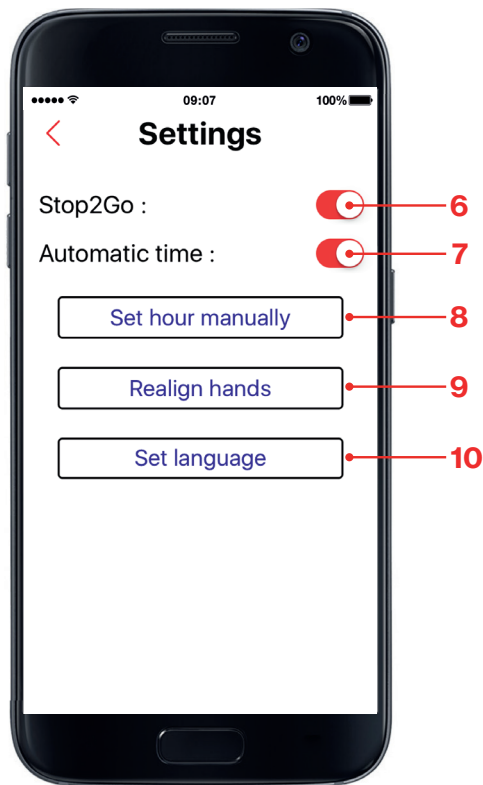 09:07 100%
Settings
Stop2Go : 6
Automatic time : 7
Set hour manually 8
Realign hands 9
Set language 10